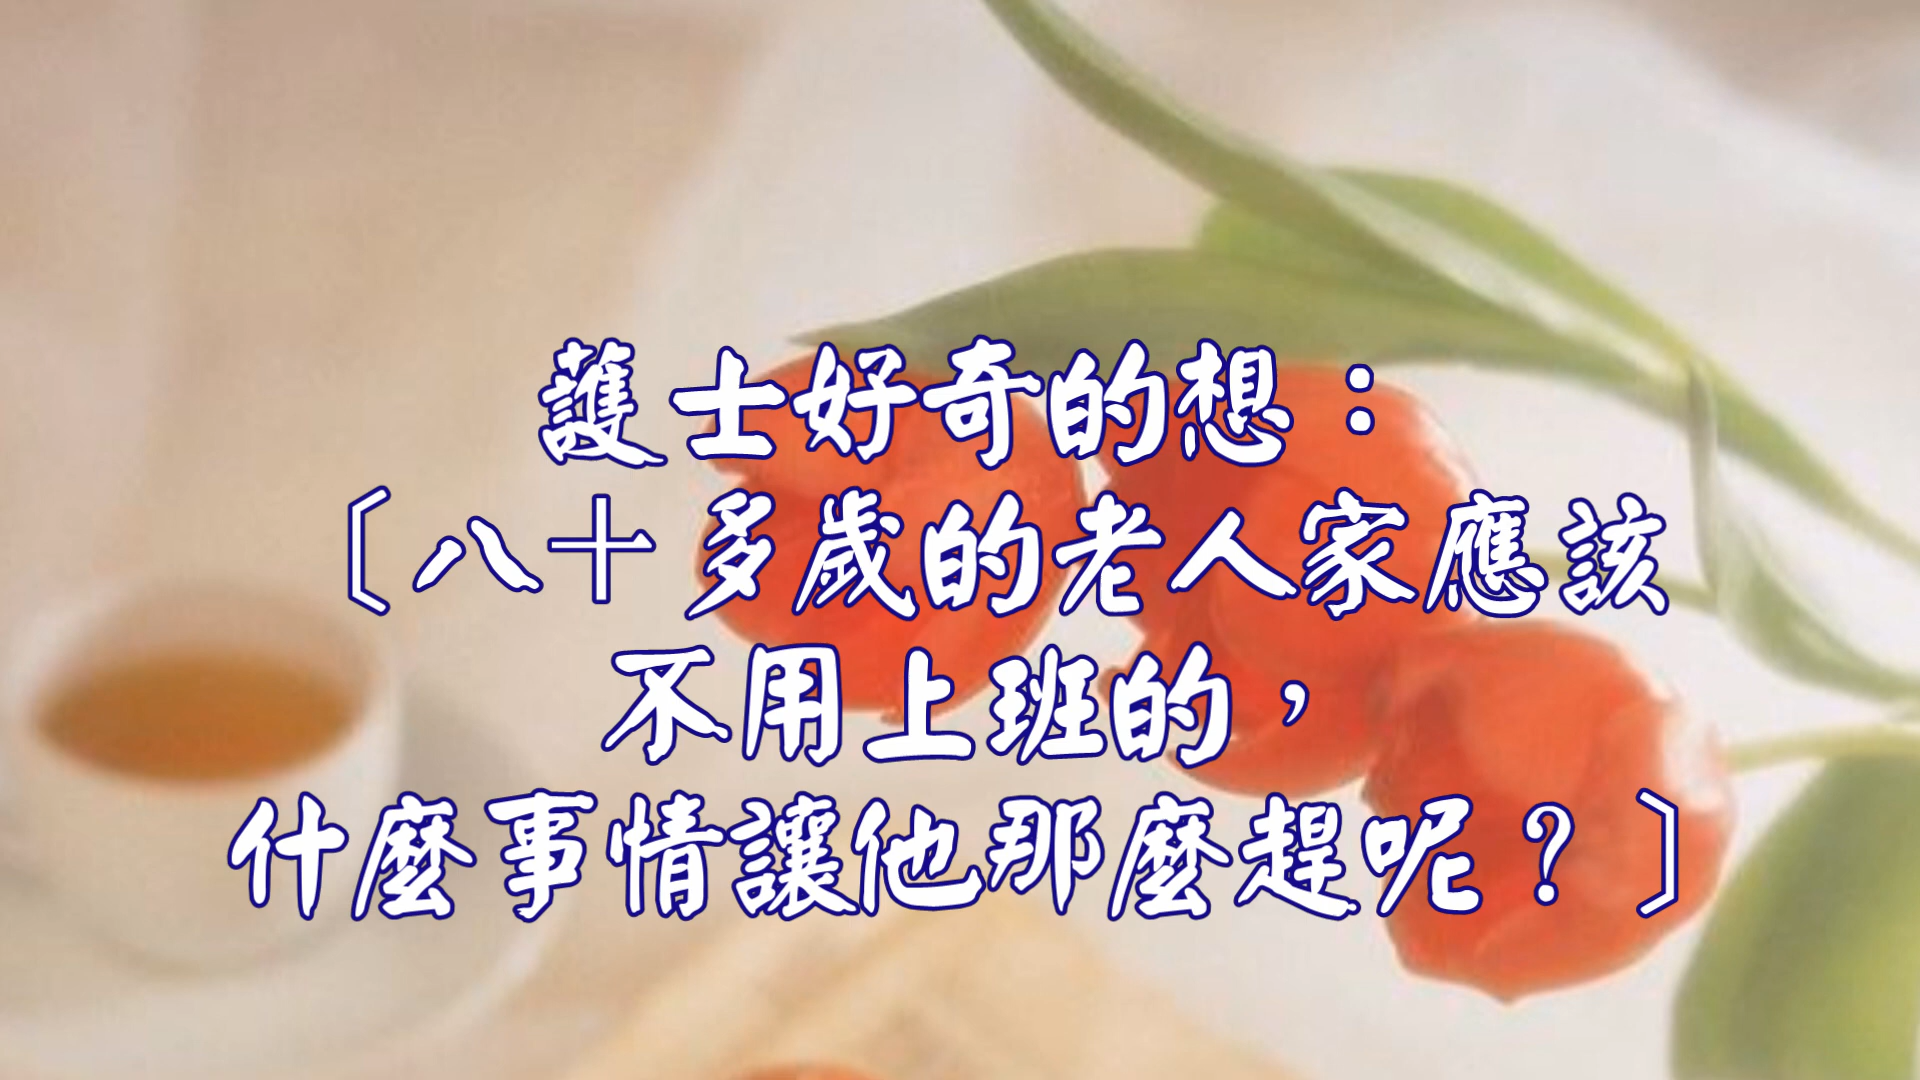 護士好奇的想：
〔八十多歲的老人家應該
不用上班的，
什麼事情讓他那麼趕呢？〕